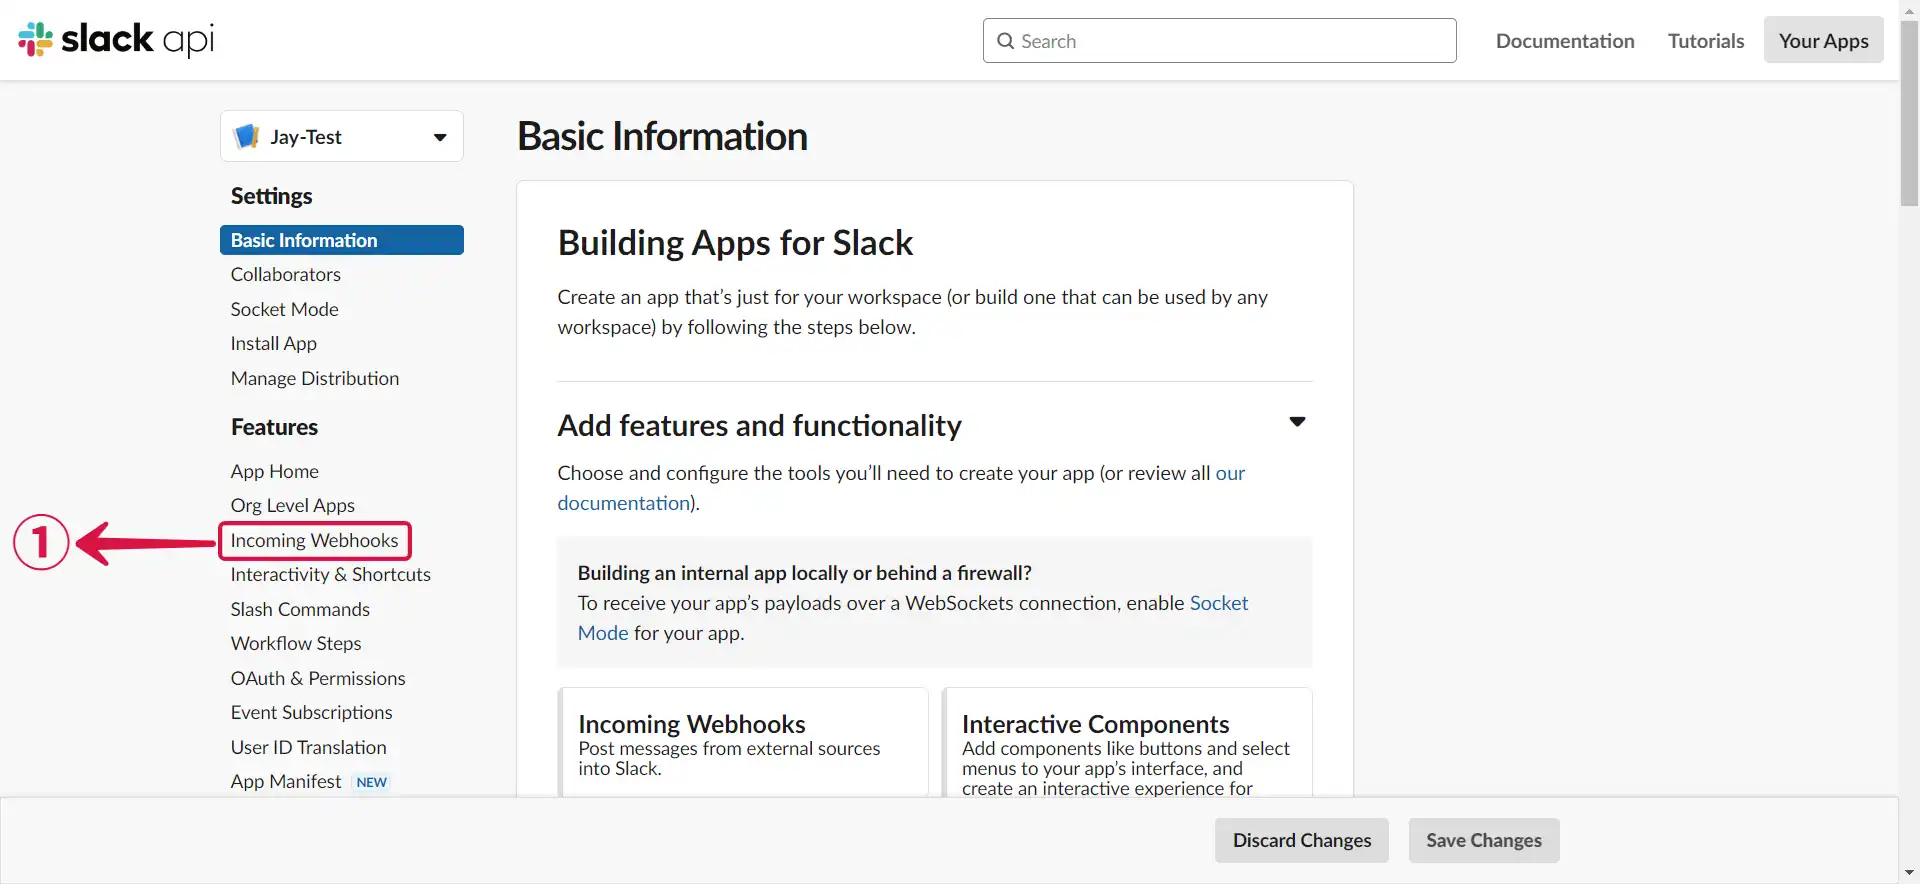 slack api
Search
Documentation
Tutorials
Your Apps
Jay-Test
Settings
Basic Information
Collaborators
Socket Mode
Install App
Manage Distribution
Features
App Home
Org Level Apps
1
Incoming Webhooks
Interactivity & Shortcuts
Slash Commands
Workflow Steps
OAuth & Permissions
Event Subscriptions
User ID Translation
App Manifest NEW
Basic Information
Building Apps for Slack
Create an app that’s just for your workspace (or build one that can be used by any
workspace) by following the steps below.
Add features and functionality
Choose and configure the tools you’ll need to create your app (or review all our
documentation).
Building an internal app locally or behind a firewall?
To receive your app’s payloads over a WebSockets connection, enable Socket
Mode for your app.
Incoming Webhooks
Post messages from external sources
into Slack.
Interactive Components
Add components like buttons and select
menus to your app’s interface, and
create an interactive experience for
Discard Changes
Save Changes